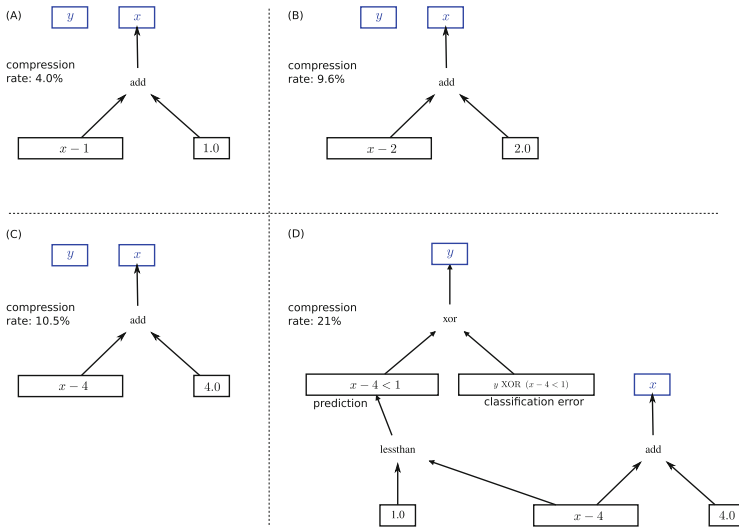 (A)
y
x
compression
rate: 4.0%
add
x − 1
1.0
(B)
y
x
compression
rate: 9.6%
add
x − 2
2.0
(C)
y
x
compression
rate: 10.5%
add
x − 4
4.0
(D)
y
compression
rate: 21%
xor
x − 4 < 1
y XOR (x − 4 < 1)
x
prediction
classification error
lessthan
add
1.0
x − 4
4.0